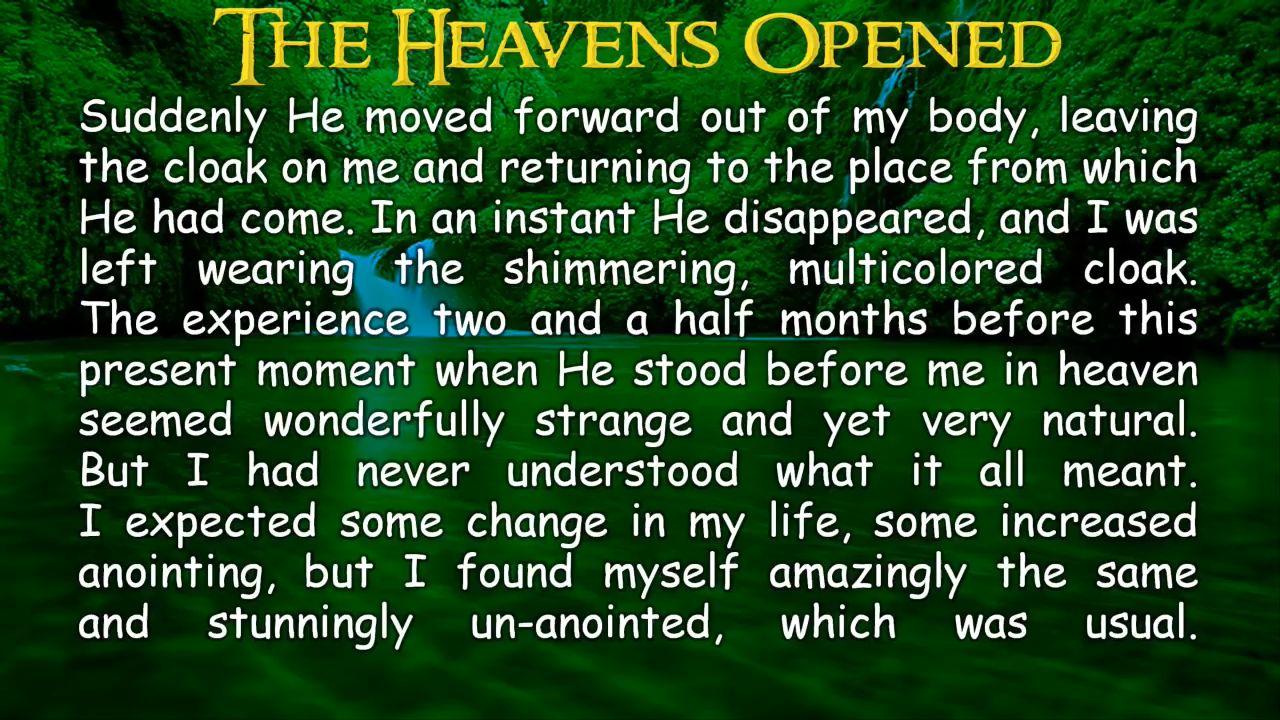 The Heavens Opened
Suddenly He moved forward out of my body, leaving
the cloak on me and returning to the place from which
He had come. In an instant He disappeared, and I was
left wearing the shimmering, multicolored cloak.
The experience two and a half months before this
present moment when He stood before me in heaven
seemed wonderfully strange and yet very natural.
But I had never understood what it all meant.
I expected some change in my life, some increased
anointing, but I found myself amazingly the same
and stunningly un-anointed, which was usual.